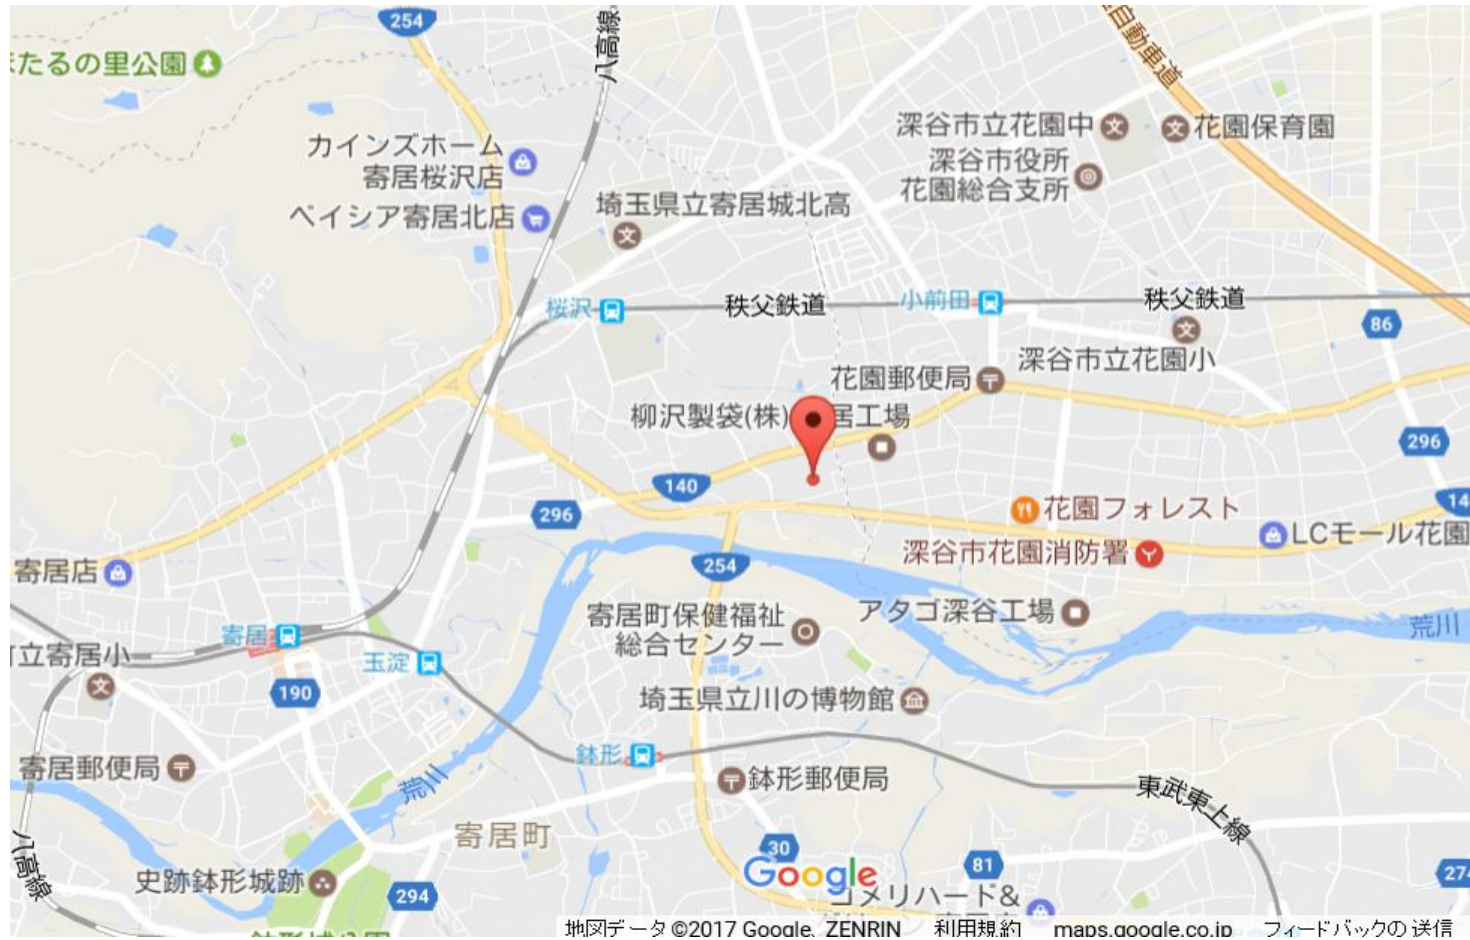 254
八高線
自動車道
たるの里公園
深谷市立花園中
花園保育園
カインズホーム
寄居桜沢店
深谷市役所
花園総合支所
ベイシア寄居北店
埼玉県立寄居城北高
桜沢
秩父鉄道
小前田
秩父鉄道
86
深谷市立花園小
花園郵便局
柳沢製袋(株)
居工場
296
140
14
296
花園フォレスト
LCモール花園
深谷市花園消防署
254
寄居店
寄居町保健福祉
総合センター
アタゴ深谷工場
荒川
寄居
立寄居小
玉淀
190
埼玉県立川の博物館
鉢形
寄居郵便局
鉢形郵便局
荒川
東武東上線
寄居町
30
81
八高線
史跡鉢形城跡
294
Google
274
コメリハード&
地図データ ©2017 Google, ZENRIN
利用規約
maps.google.co.jp
フィードバックの送信